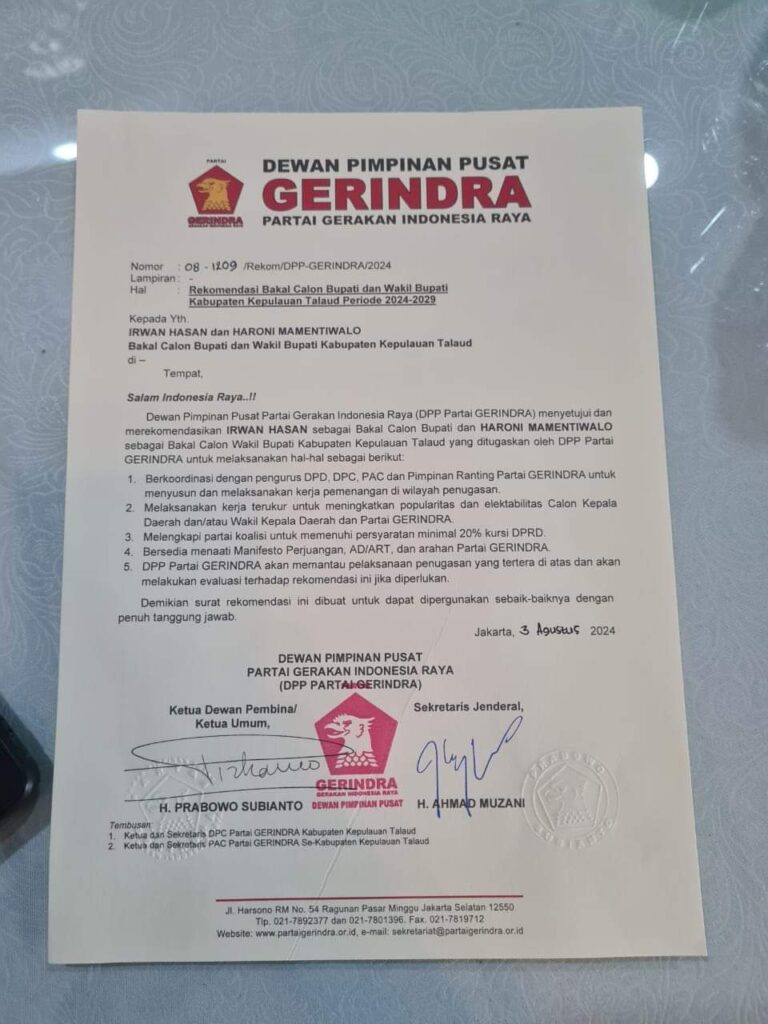 PARTAI
GERINDRA
GERAKAN INDONESIA RAYA
DEWAN PIMPINAN PUSAT
GERINDRA
PARTAI GERAKAN INDONESIA RAYA
Nomor : 08 - 1209 /Rekom/DPP-GERINDRA/2024
Lampiran : -
Hal : Rekomendasi Bakal Calon Bupati dan Wakil Bupati
Kabupaten Kepulauan Talaud Periode 2024-2029
Kepada Yth.
IRWAN HASAN dan HARONI MAMENTIWALO
Bakal Calon Bupati dan Wakil Bupati Kabupaten Kepulauan Talaud
di –
Tempat,
Salam Indonesia Raya..!!
Dewan Pimpinan Pusat Partai Gerakan Indonesia Raya (DPP Partai GERINDRA) menyetujui dan
merekomendasikan IRWAN HASAN sebagai Bakal Calon Bupati dan HARONI MAMENTIWALO
sebagai Bakal Calon Wakil Bupati Kabupaten Kepulauan Talaud yang ditugaskan oleh DPP Partai
GERINDRA untuk melaksanakan hal-hal sebagai berikut:
1. Berkoordinasi dengan pengurus DPD, DPC, PAC dan Pimpinan Ranting Partai GERINDRA untuk
menyusun dan melaksanakan kerja pemenangan di wilayah penugasan.
2. Melaksanakan kerja terukur untuk meningkatkan popularitas dan elektabilitas Calon Kepala
Daerah dan/atau Wakil Kepala Daerah dan Partai GERINDRA.
3. Melengkapi partai koalisi untuk memenuhi persyaratan minimal 20% kursi DPRD.
4. Bersedia menaati Manifesto Perjuangan, AD/ART, dan arahan Partai GERINDRA.
5. DPP Partai GERINDRA akan memantau pelaksanaan penugasan yang tertera di atas dan akan
melakukan evaluasi terhadap rekomendasi ini jika diperlukan.
Demikian surat rekomendasi ini dibuat untuk dapat dipergunakan sebaik-baiknya dengan
penuh tanggung jawab.
Jakarta, 3 Agustus 2024
DEWAN PIMPINAN PUSAT
PARTAI GERAKAN INDONESIA RAYA
(DPP PARTAI GERINDRA)
Ketua Dewan Pembina/
Ketua Umum,
Sekretaris Jenderal,
GERINDRA
GERAKAN INDONESIA RAYA
DEWAN PIMPINAN PUSAT
H. PRABOWO SUBIANTO
H. AHMAD MUZANI
PRABOWO
SUBIANTO
Tembusan:
1. Ketua dan Sekretaris DPC Partai GERINDRA Kabupaten Kepulauan Talaud
2. Ketua dan Sekretaris PAC Partai GERINDRA Se-Kabupaten Kepulauan Talaud
Jl. Harsono RM No. 54 Ragunan Pasar Minggu Jakarta Selatan 12550
Tlp. 021-7892377 dan 021-7801396. Fax. 021-7819712
Website: www.partaigerindra.or.id, e-mail: sekretariat@partaigerindra.or.id